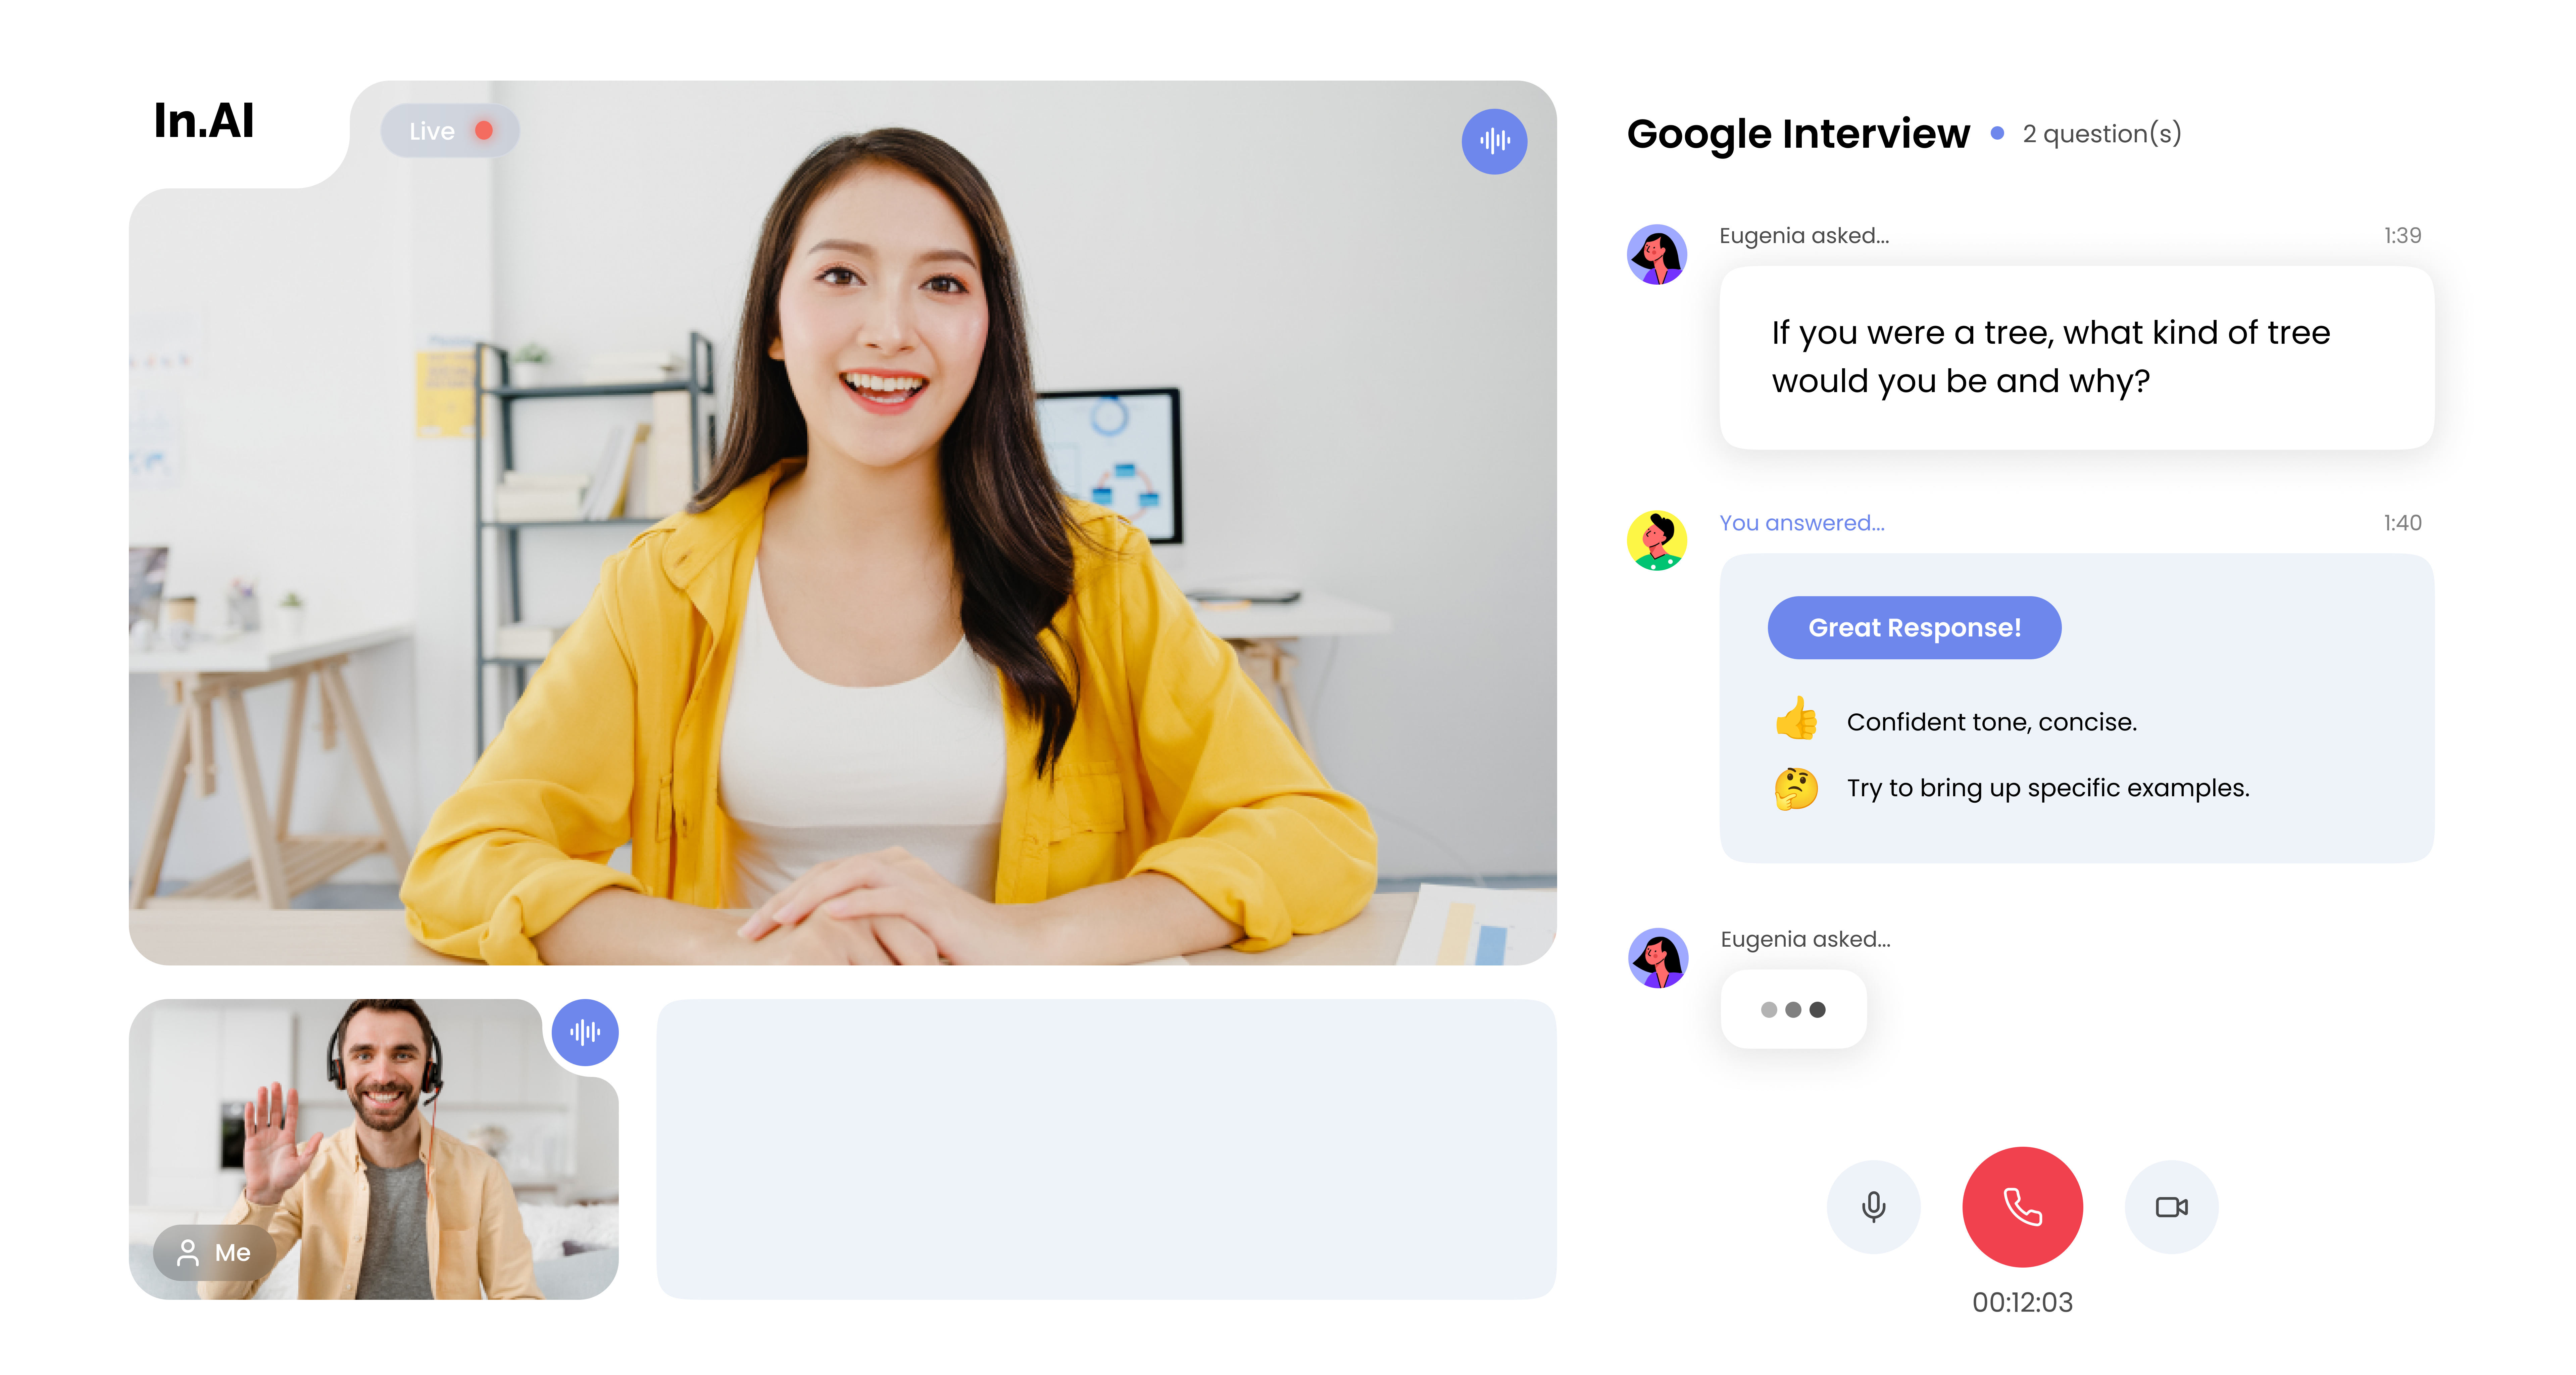 In.AI
Live
Me
Google Interview
2 question(s)
Eugenia asked...
1:39
If you were a tree, what kind of tree
would you be and why?
You answered...
1:40
Great Response!
Confident tone, concise.
Try to bring up specific examples.
Eugenia asked...
00:12:03